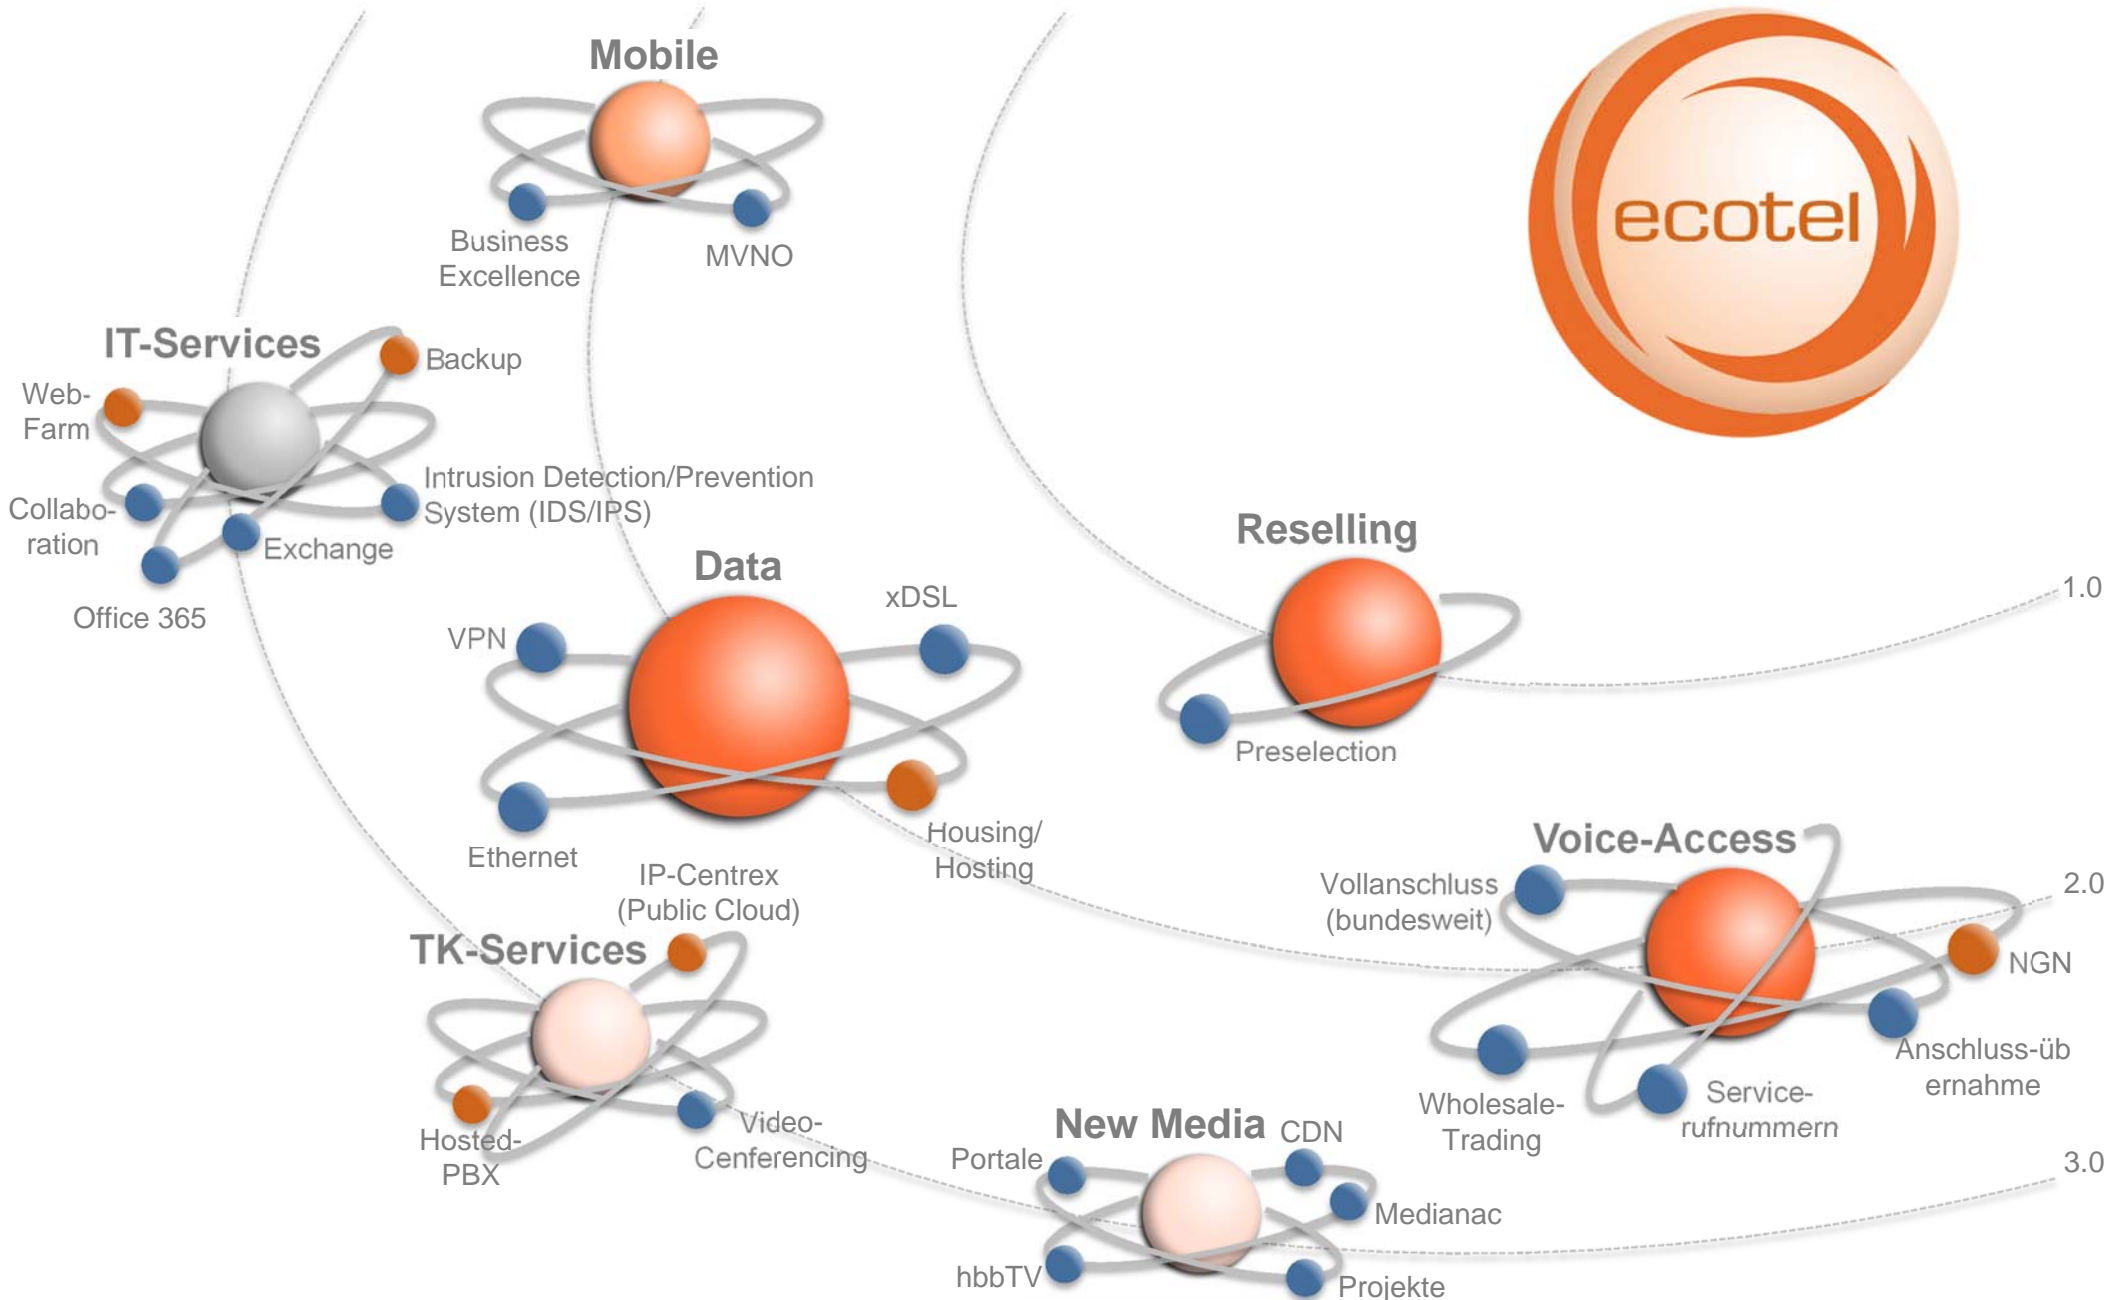 Mobile
Business
Excellence
MVNO
ecotel
IT-Services
Backup
Web-
Farm
Intrusion Detection/Prevention
System (IDS/IPS)
Collabo-
ration
Exchange
Office 365
Reselling
Preselection
1.0
Data
xDSL
VPN
Ethernet
Housing/
Hosting
Voice-Access
Vollanschluss
(bundesweit)
NGN
Anschluss-üb
ernahme
Service-
rufnummern
Wholesale-
Trading
2.0
IP-Centrex
(Public Cloud)
TK-Services
Hosted-
PBX
Video-
Cenferencing
New Media
CDN
Portale
Medianac
hbbTV
Projekte
3.0